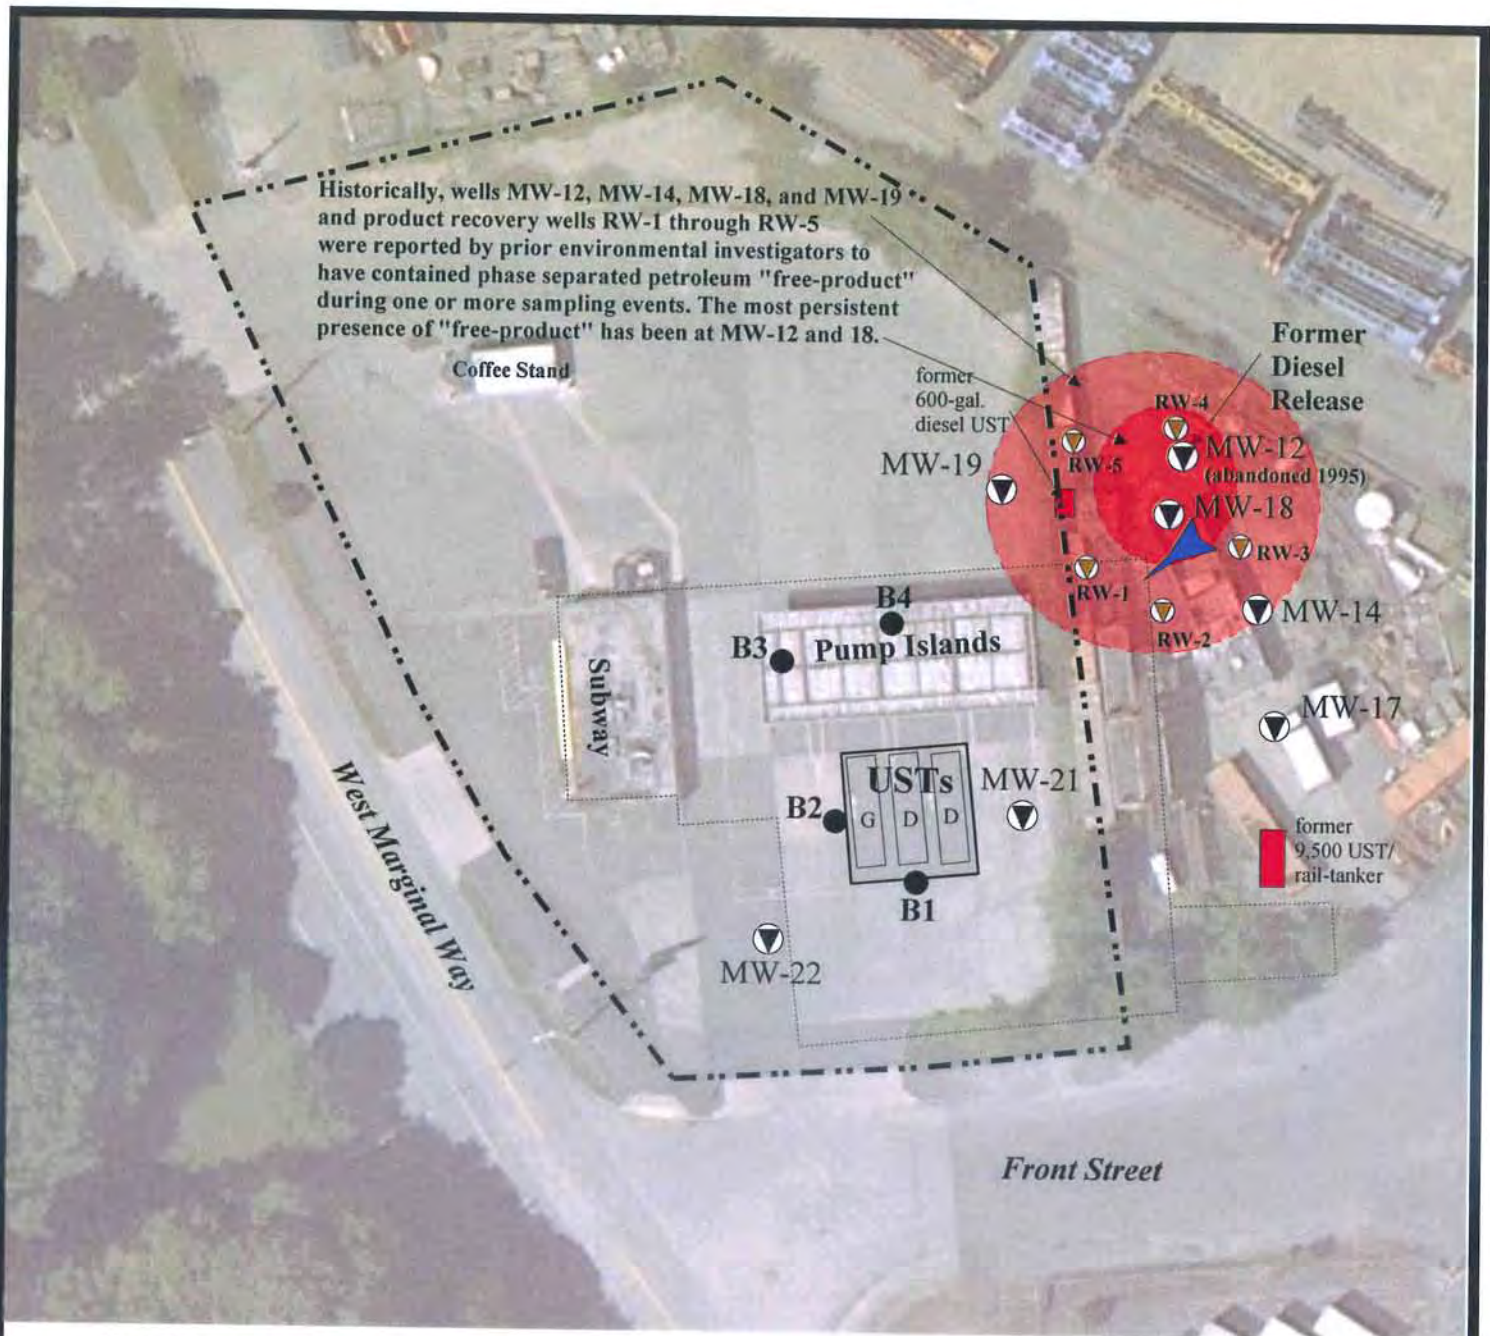 Historically, wells MW-12, MW-14, MW-18, and MW-19
and product recovery wells RW-1 through RW-5
were reported by prior environmental investigators to
have contained phase separated petroleum "free-product"
during one or more sampling events. The most persistent
presence of "free-product" has been at MW-12 and 18.
Coffee Stand
former
600-gal.
diesel UST
Former
Diesel
Release
RW-4
MW-12
(abandoned 1995)
RW-5
MW-19
MW-18
RW-3
RW-1
RW-2
MW-14
B4
B3
Pump Islands
Subway
MW-17
USTs
G
D
D
MW-21
B2
B1
former
9,500 UST/
rail-tanker
West Marginal Way
MW-22
Front Street